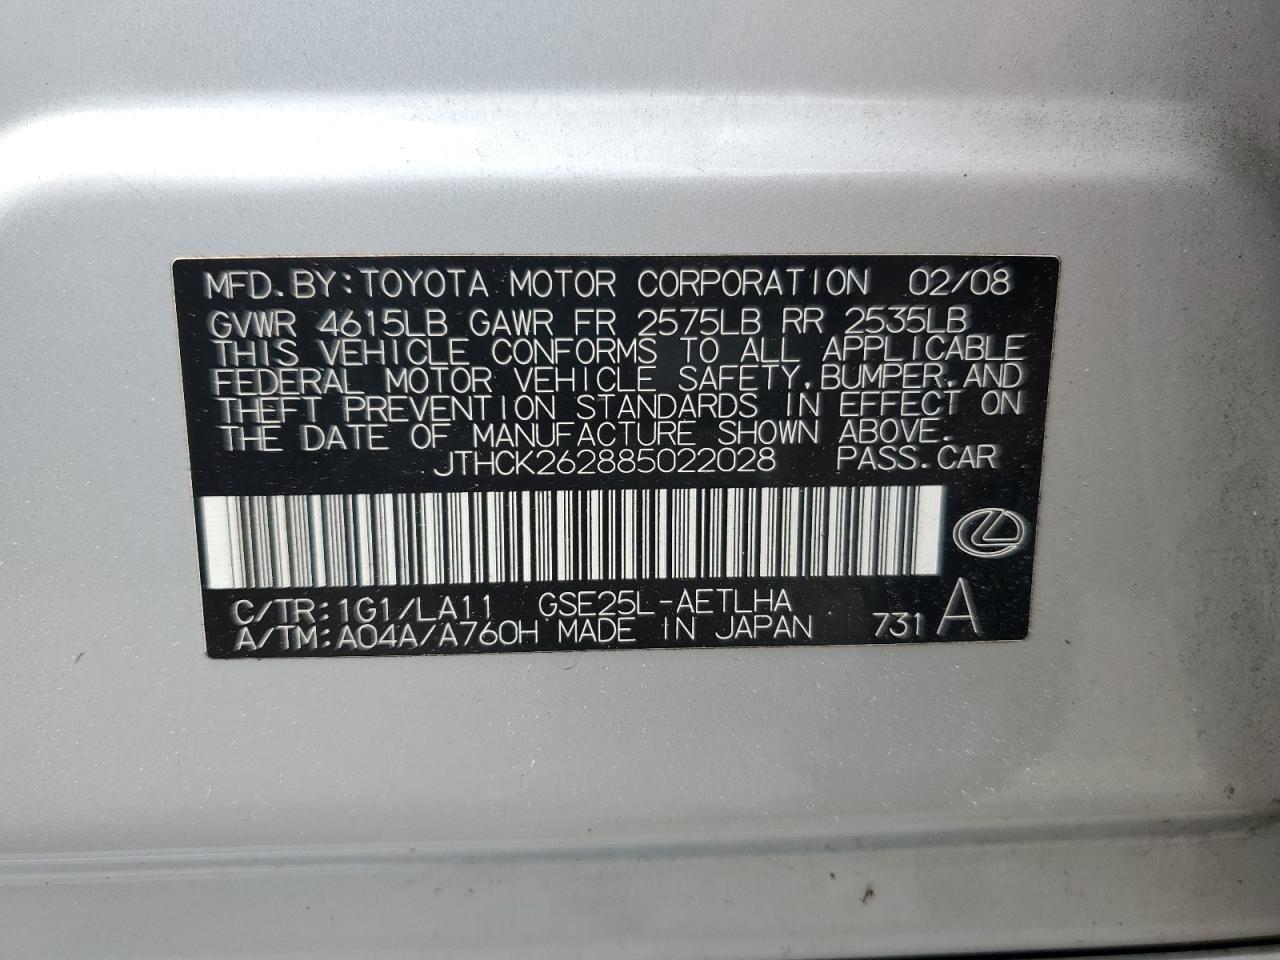 MFD.BY:TOYOTA MOTOR CORPORATION 02/08
GVWR 4615LB GAWR FR 2575LB RR 2535LB
THIS VEHICLE CONFORMS TO ALL APPLICABLE
FEDERAL MOTOR VEHICLE SAFETY,BUMPER,AND
THEFT PREVENTION STANDARDS IN EFFECT ON
THE DATE OF MANUFACTURE SHOWN ABOVE.
JTHCK262885022028 PASS.CAR
C/TR:1G1/LA11 GSE25L-AETLHA
A/TM:A04A/A760H MADE IN JAPAN 731 A